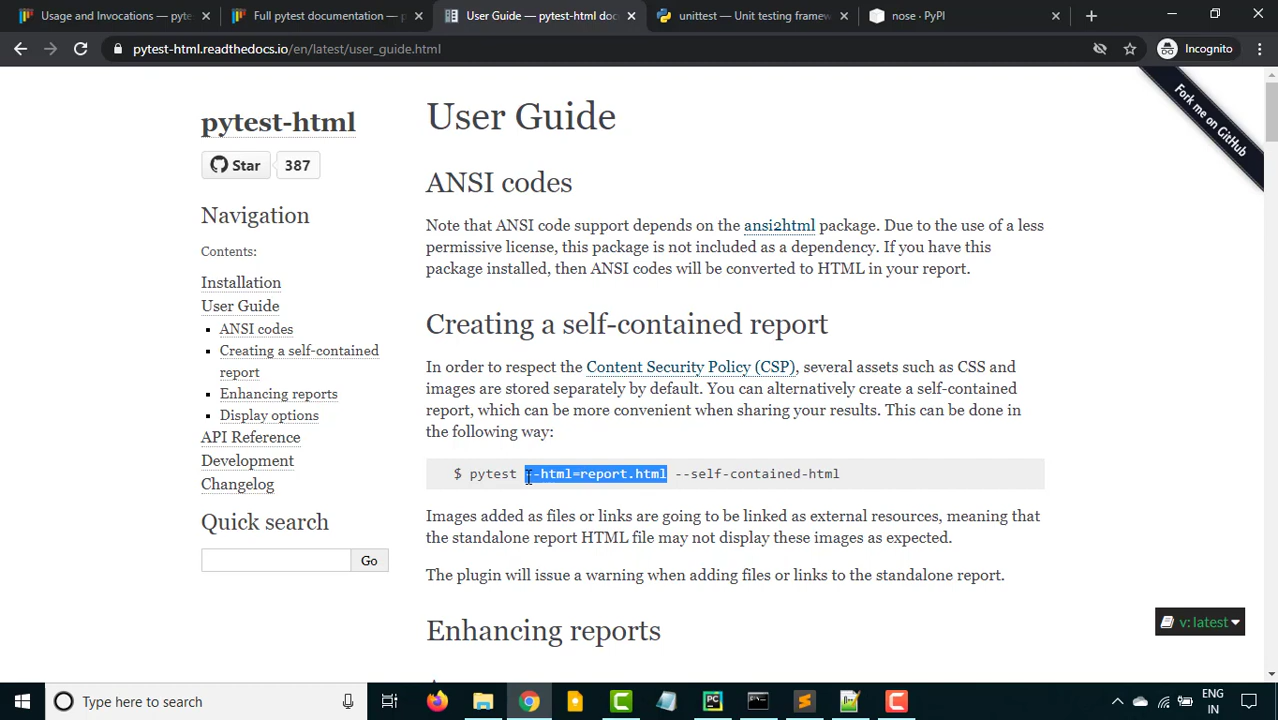 Usage and Invocations — pyte
Full pytest documentation —
User Guide — pytest-html doc
unittest — Unit testing framew
nose · PyPI
pytest-html.readthedocs.io/en/latest/user_guide.html
Incognito
Fork me on GitHub
pytest-html
Star 387
Navigation
Contents:
Installation
User Guide
ANSI codes
Creating a self-contained
report
Enhancing reports
Display options
API Reference
Development
Changelog
Quick search
Go
User Guide
ANSI codes
Note that ANSI code support depends on the ansi2html package. Due to the use of a less
permissive license, this package is not included as a dependency. If you have this
package installed, then ANSI codes will be converted to HTML in your report.
Creating a self-contained report
In order to respect the Content Security Policy (CSP), several assets such as CSS and
images are stored separately by default. You can alternatively create a self-contained
report, which can be more convenient when sharing your results. This can be done in
the following way:
$ pytest --html=report.html --self-contained-html
Images added as files or links are going to be linked as external resources, meaning that
the standalone report HTML file may not display these images as expected.
The plugin will issue a warning when adding files or links to the standalone report.
Enhancing reports
v: latest
Type here to search
ENG
IN